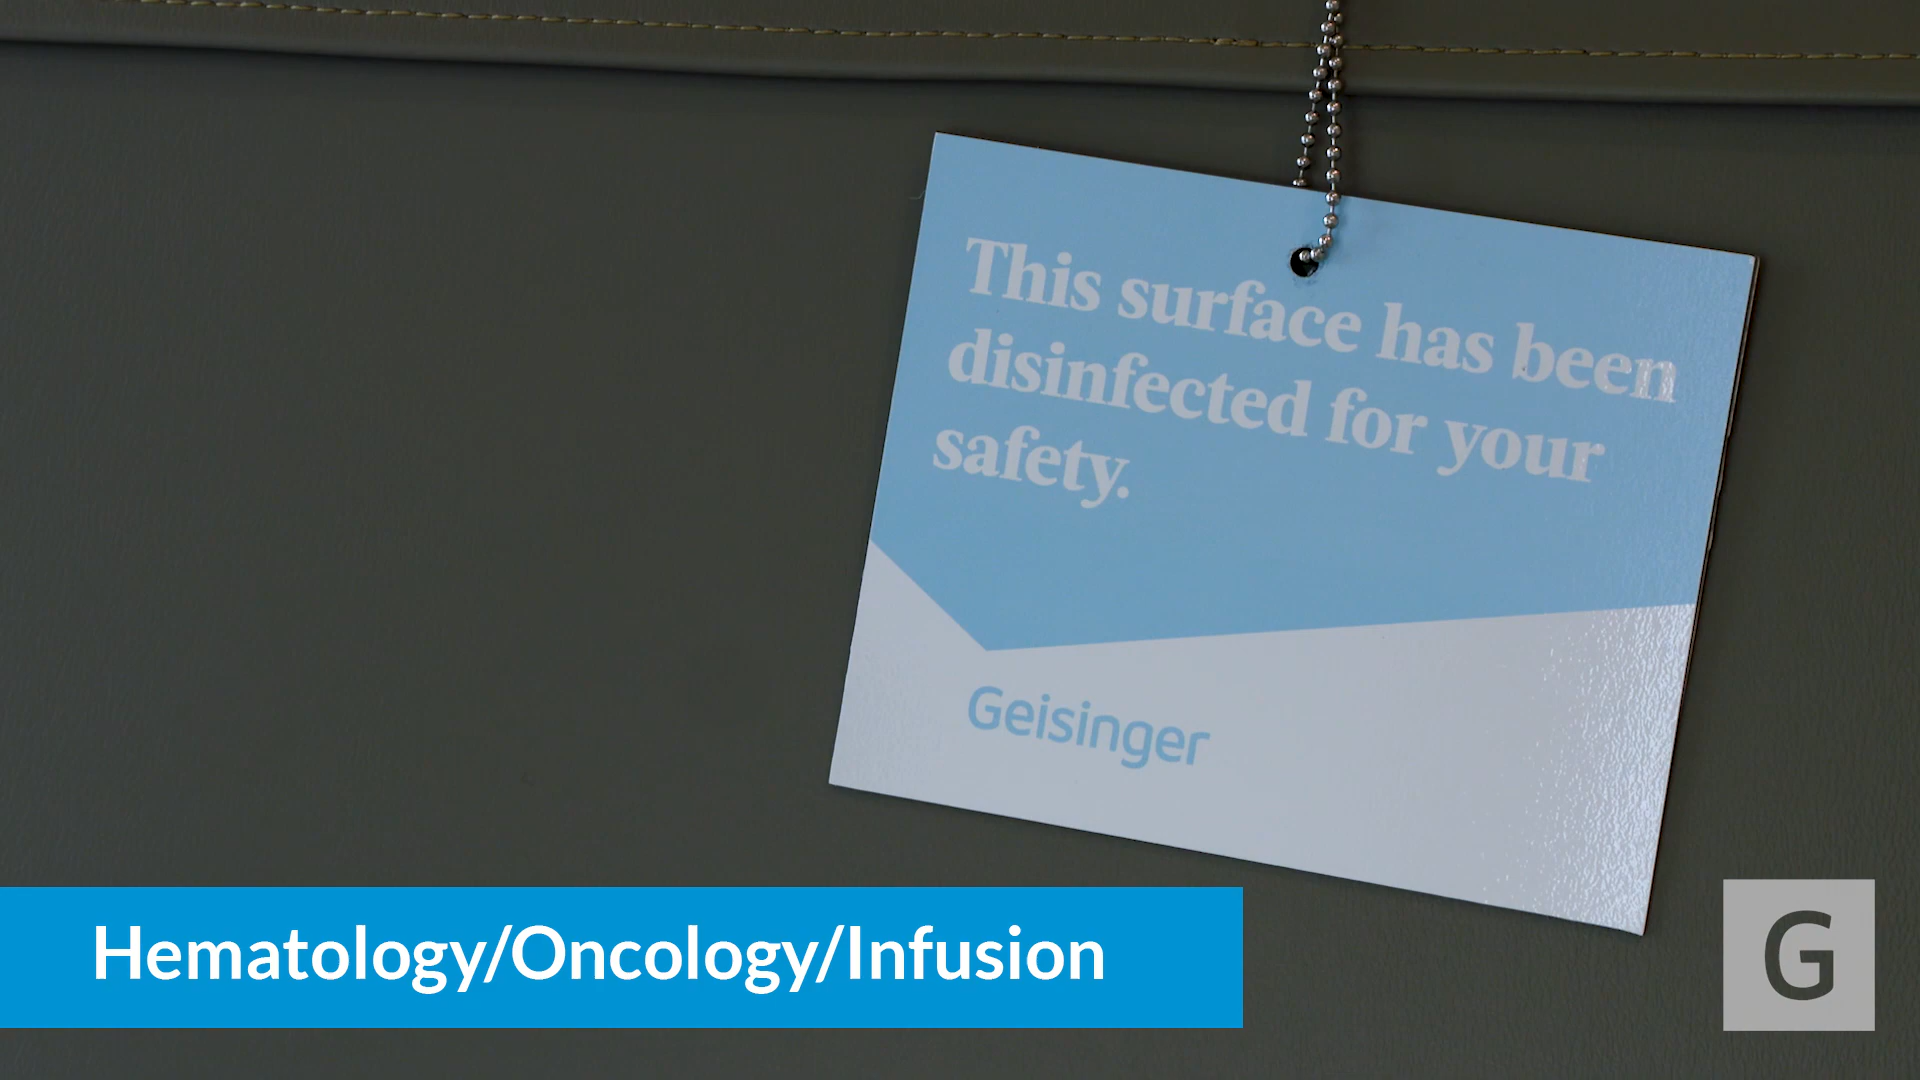 This surface has been
disinfected for your
safety.
Geisinger
Hematology/Oncology/Infusion
G